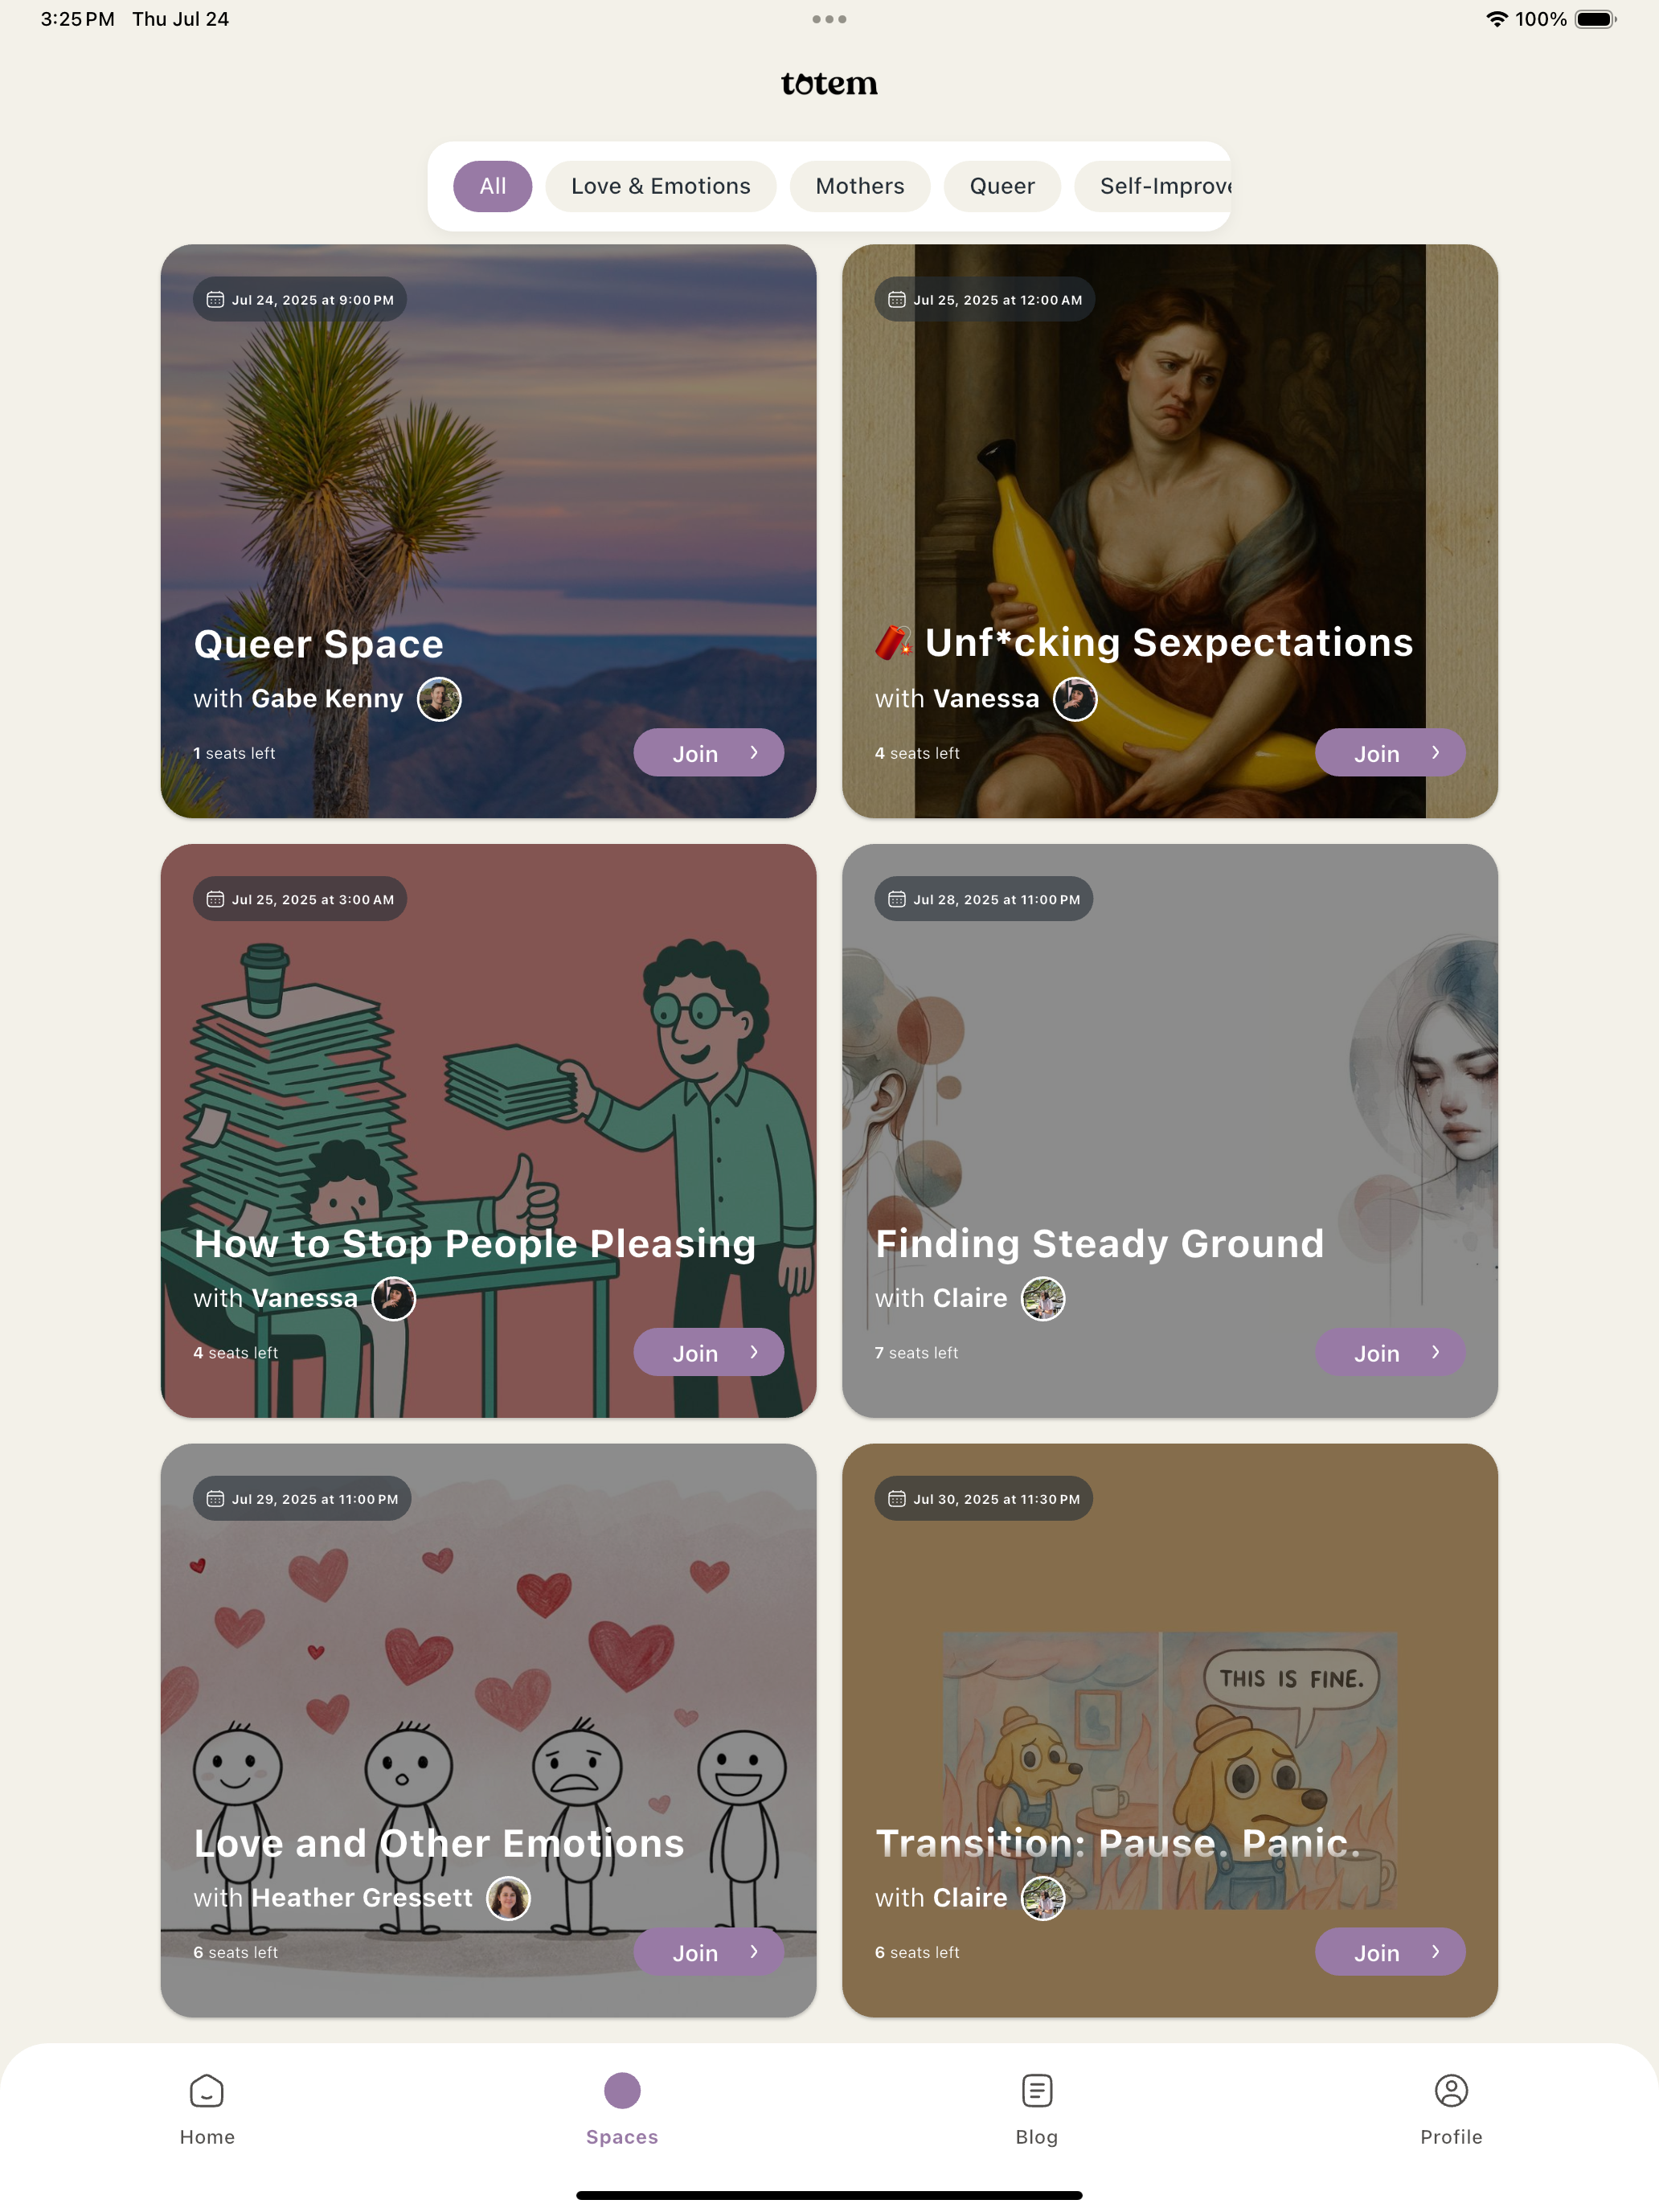 3:25 PM Thu Jul 24
100%
totem
All Love & Emotions Mothers Queer Self-Improve
Jul 24, 2025 at 9:00 PM
Queer Space
with Gabe Kenny
1 seats left
Join
Jul 25, 2025 at 12:00 AM
🧨 Unf*cking Sexpectations
with Vanessa
4 seats left
Join
Jul 25, 2025 at 3:00 AM
How to Stop People Pleasing
with Vanessa
4 seats left
Join
Jul 28, 2025 at 11:00 PM
Finding Steady Ground
with Claire
7 seats left
Join
Jul 29, 2025 at 11:00 PM
Love and Other Emotions
with Heather Gressett
6 seats left
Join
Jul 30, 2025 at 11:30 PM
THIS IS FINE.
Transition: Pause. Panic.
with Claire
6 seats left
Join
Home Spaces Blog Profile